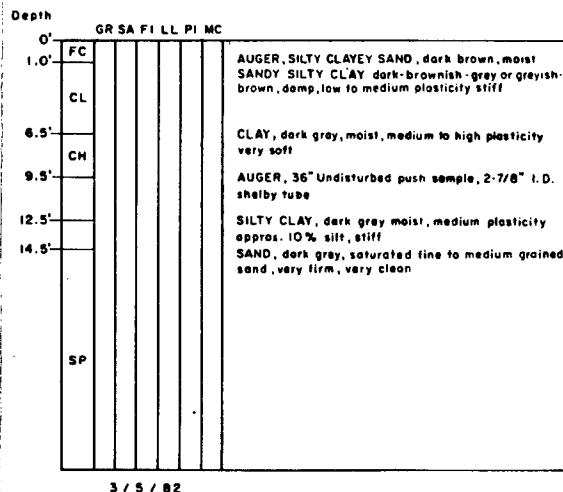 Depth
GR SA FI LL PI MC
0'
FC
AUGER, SILTY CLAYEY SAND, dark brown, moist
1.0'
SANDY SILTY CLAY dark-brownish-grey or greyish-
brown, damp, low to medium plasticity stiff
CL
6.5'
CLAY, dark gray, moist, medium to high plasticity
very soft
CH
9.5'
AUGER, 36" Undisturbed push sample, 2-7/8" I.D.
shelby tube
12.5'
SILTY CLAY, dark gray moist, medium plasticity
approx. 10% silt, stiff
14.5'
SAND, dark gray, saturated fine to medium grained
sand, very firm, very clean
SP
3/5/82